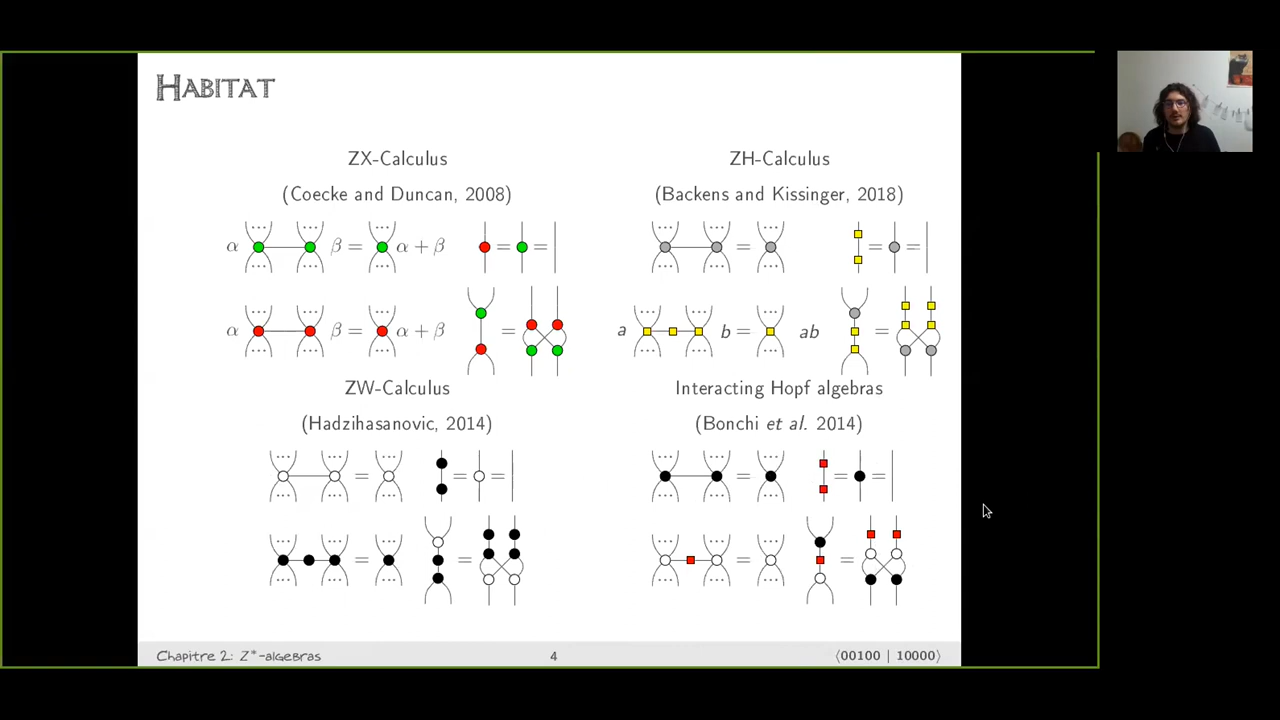 HABITAT
ZX-Calculus
(Coecke and Duncan, 2008)
α β = α + β = =
α β = α + β =
ZH-Calculus
(Backens and Kissinger, 2018)
= = =
a b = ab =
ZW-Calculus
(Hadzihasanovic, 2014)
= = =
= =
Interacting Hopf algebras
(Bonchi et al. 2014)
= = =
= =
Chapitre 2: Z*-algebras
4
⟨00100 | 10000⟩